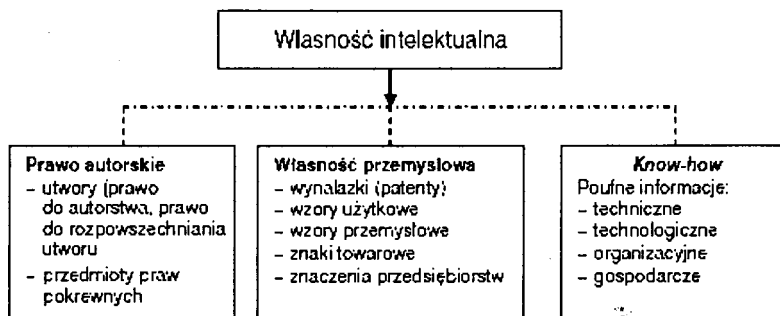 Własność intelektualna
Prawo autorskie
– utwory (prawo
do autorstwa, prawo
do rozpowszechniania
utworu
– przedmioty praw
pokrewnych
Własność przemysłowa
– wynalazki (patenty)
– wzory użytkowe
– wzory przemysłowe
– znaki towarowe
– znaczenia przedsiębiorstw
Know-how
Poufne informacje:
– techniczne
– technologiczne
– organizacyjne
– gospodarcze